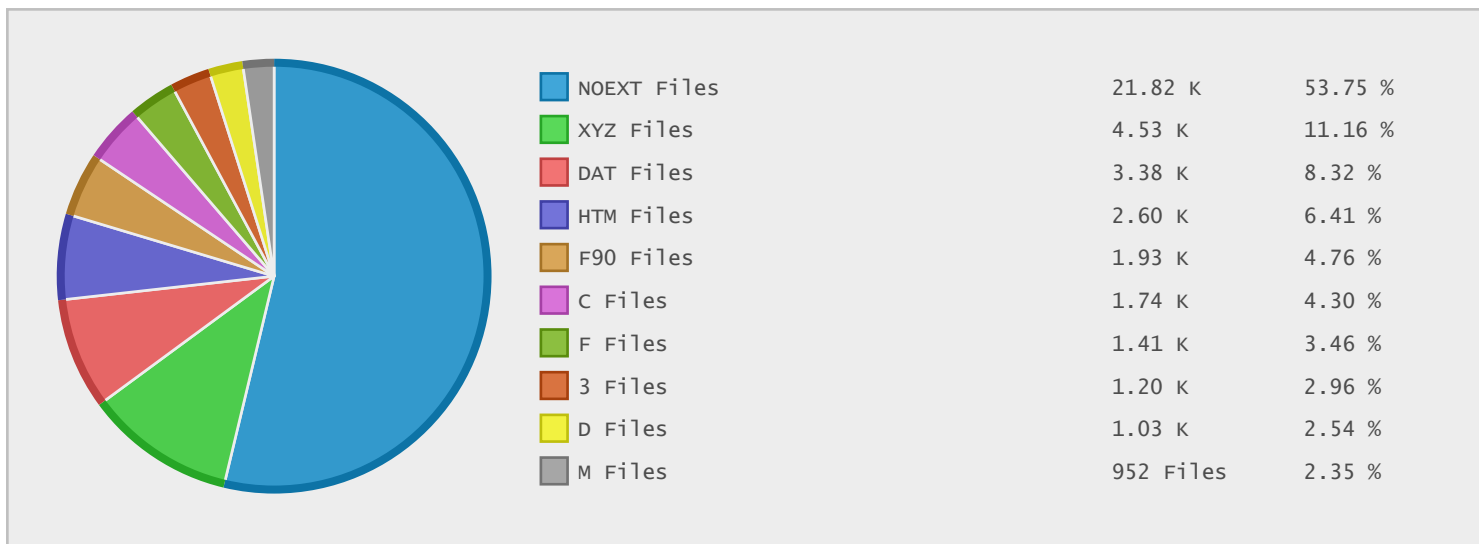 NOEXT Files 21.82 K 53.75 %
XYZ Files 4.53 K 11.16 %
DAT Files 3.38 K 8.32 %
HTM Files 2.60 K 6.41 %
F90 Files 1.93 K 4.76 %
C Files 1.74 K 4.30 %
F Files 1.41 K 3.46 %
3 Files 1.20 K 2.96 %
D Files 1.03 K 2.54 %
M Files 952 Files 2.35 %